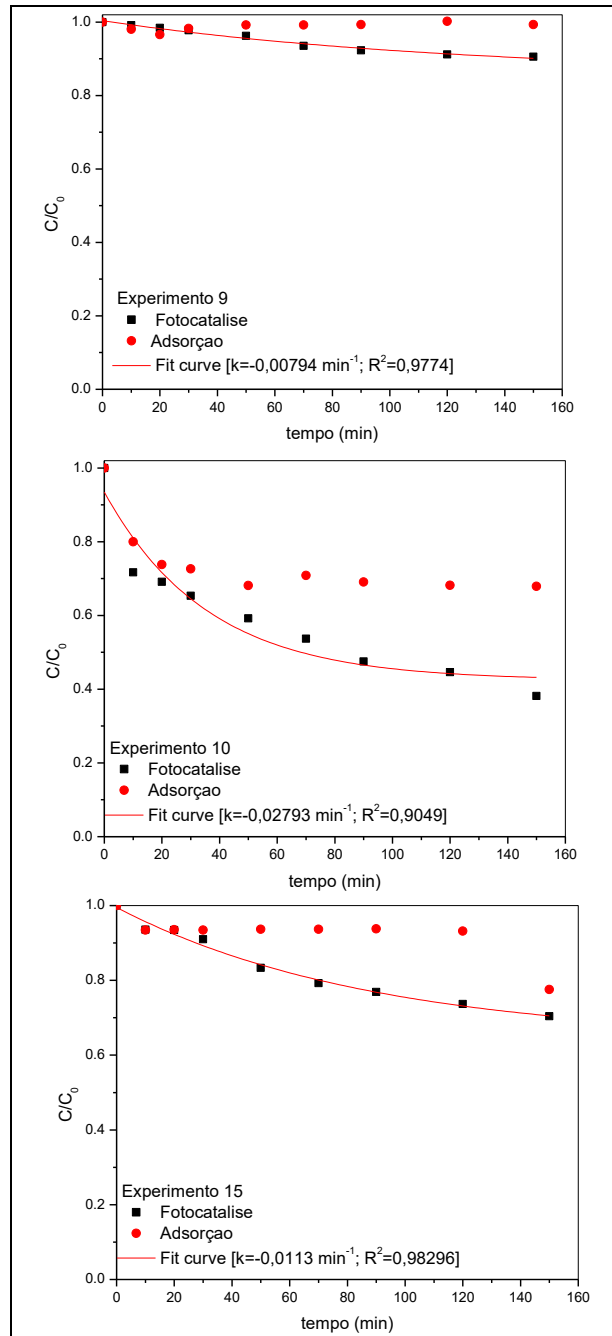 1.0
0.8
0.6
0.4
0.2
0.0
C/C0
Experimento 9
Fotocatalise
Adsorçao
Fit curve [k=-0,00794 min-1; R2=0,9774]
0 20 40 60 80 100 120 140 160
tempo (min)
1.0
0.8
0.6
0.4
0.2
0.0
C/C0
Experimento 10
Fotocatalise
Adsorçao
Fit curve [k=-0,02793 min-1; R2=0,9049]
0 20 40 60 80 100 120 140 160
tempo (min)
1.0
0.8
0.6
0.4
0.2
0.0
C/C0
Experimento 15
Fotocatalise
Adsorçao
Fit curve [k=-0,0113 min-1; R2=0,98296]
0 20 40 60 80 100 120 140 160
tempo (min)